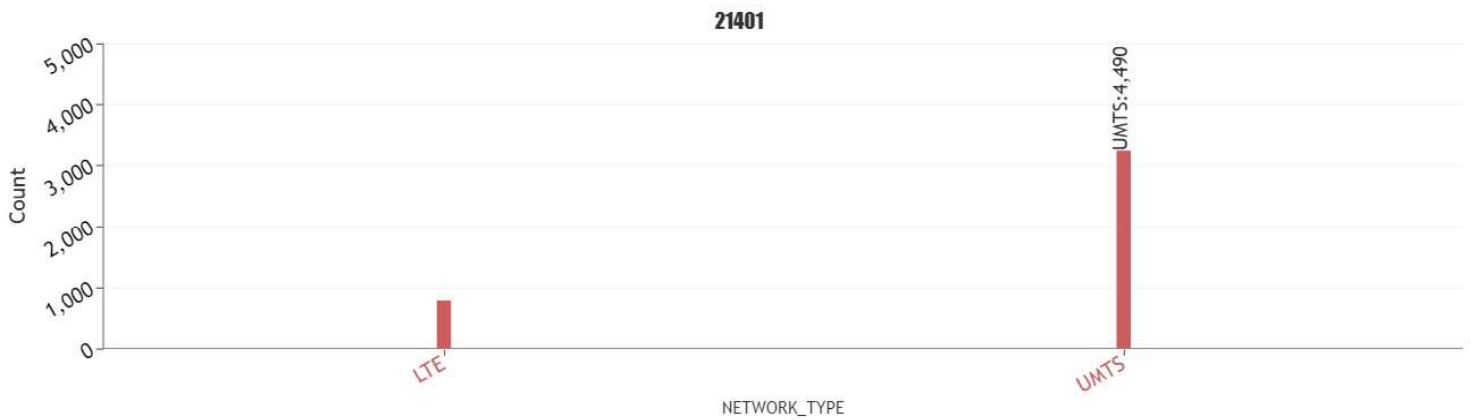 21401
5,000
4,000
3,000
2,000
1,000
0
Count
UMTS:4,490
LTE
UMTS
NETWORK_TYPE